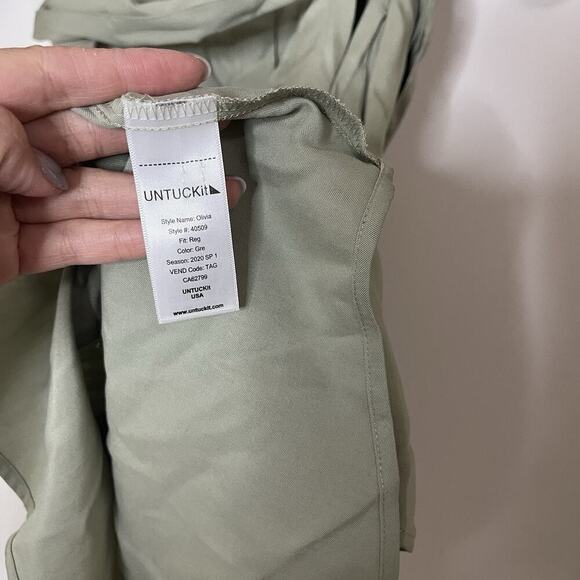 UNTUCKit
Style Name: Olivia
Style #: 40509
Fit: Reg
Color: Gre
Season: 2020 SP 1
VEND Code: TAG
CA62799
UNTUCKit
USA
www.untuckit.com